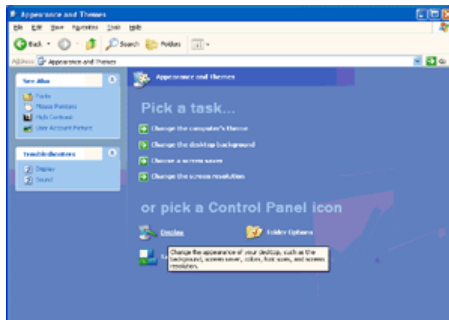 Appearance and Themes
File Edit View Favorites Tools Help
Back Search Folders
Address Appearance and Themes Go
See Also
Fonts
Mouse Pointers
High Contrast
User Account Picture
Troubleshooters
Display
Sound
Appearance and Themes
Pick a task...
Change the computer's theme
Change the desktop background
Choose a screen saver
Change the screen resolution
or pick a Control Panel icon
Display Folder Options
Change the appearance of your desktop, such as the
background, screen saver, colors, font sizes, and screen
resolution.